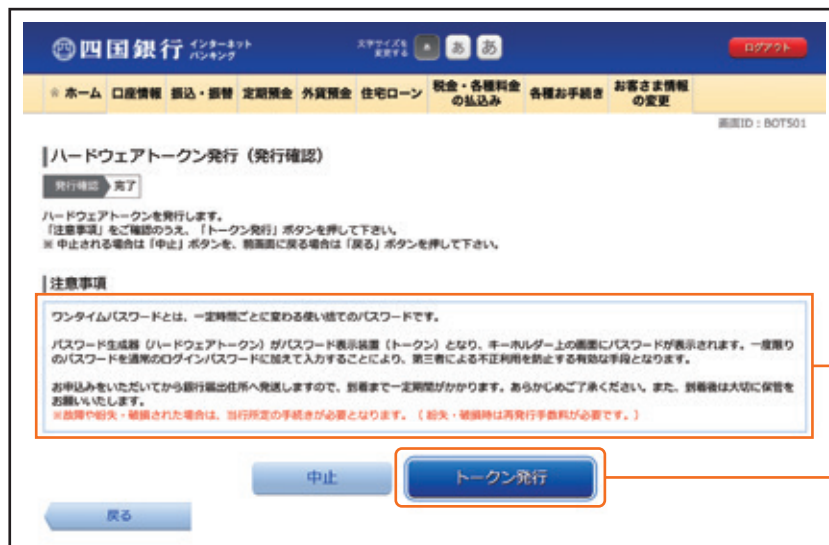 四国銀行 インターネットバンキング 文字サイズを変更する あ あ ログアウト
ホーム 口座情報 振込・振替 定期預金 外貨預金 住宅ローン 税金・各種料金の払込み 各種お手続き お客さま情報の変更
画面ID：BOT501
ハードウェアトークン発行（発行確認）
発行確認 完了
ハードウェアトークンを発行します。
「注意事項」をご確認のうえ、「トークン発行」ボタンを押して下さい。
※ 中止される場合は「中止」ボタンを、前画面に戻る場合は「戻る」ボタンを押して下さい。
注意事項
ワンタイムパスワードとは、一定時間ごとに変わる使い捨てのパスワードです。
パスワード生成器（ハードウェアトークン）がパスワード表示装置（トークン）となり、キーホルダー上の画面にパスワードが表示されます。一度限り
のパスワードを通常のログインパスワードに加えて入力することにより、第三者による不正利用を防止する有効な手段となります。
お申込みをいただいてから銀行届出住所へ発送しますので、到着まで一定期間がかかります。あらかじめご了承ください。また、到着後は大切に保管を
お願いいたします。
※故障や紛失・破損された場合は、当行所定の手続きが必要となります。（ 紛失・破損時は再発行手数料が必要です。）
中止 トークン発行
戻る